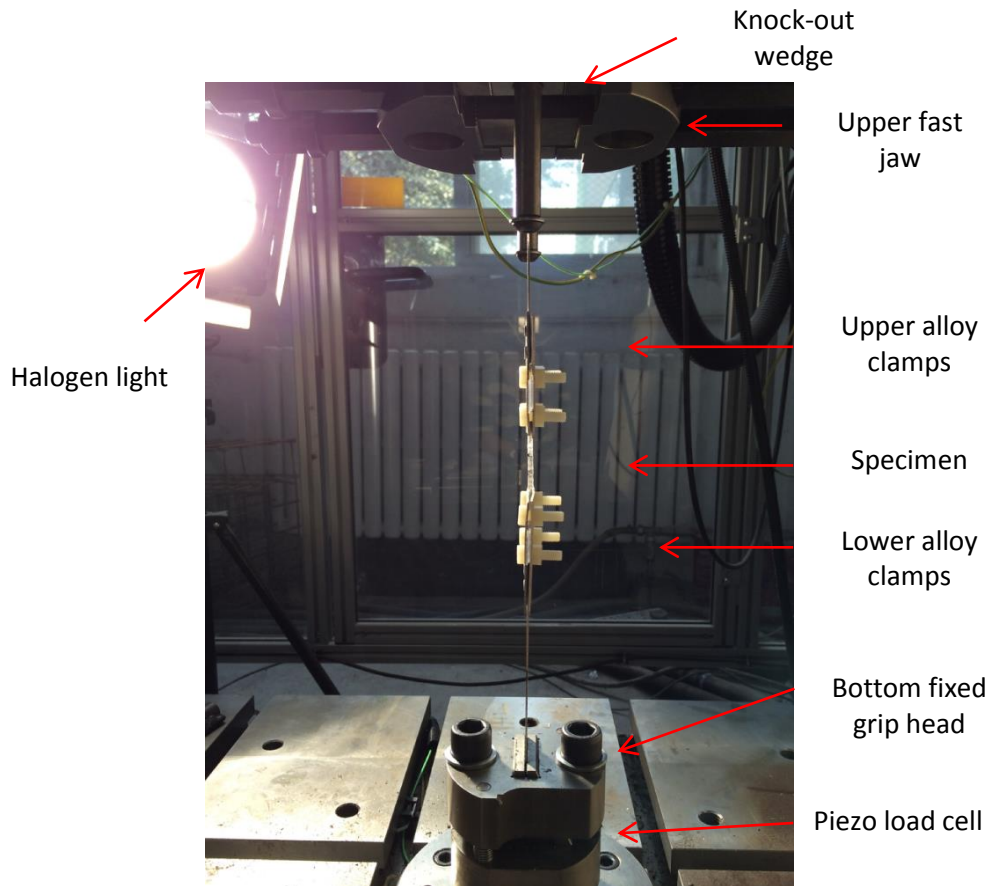 Knock-out
wedge
Upper fast
jaw
Upper alloy
clamps
Halogen light
Specimen
Lower alloy
clamps
Bottom fixed
grip head
Piezo load cell